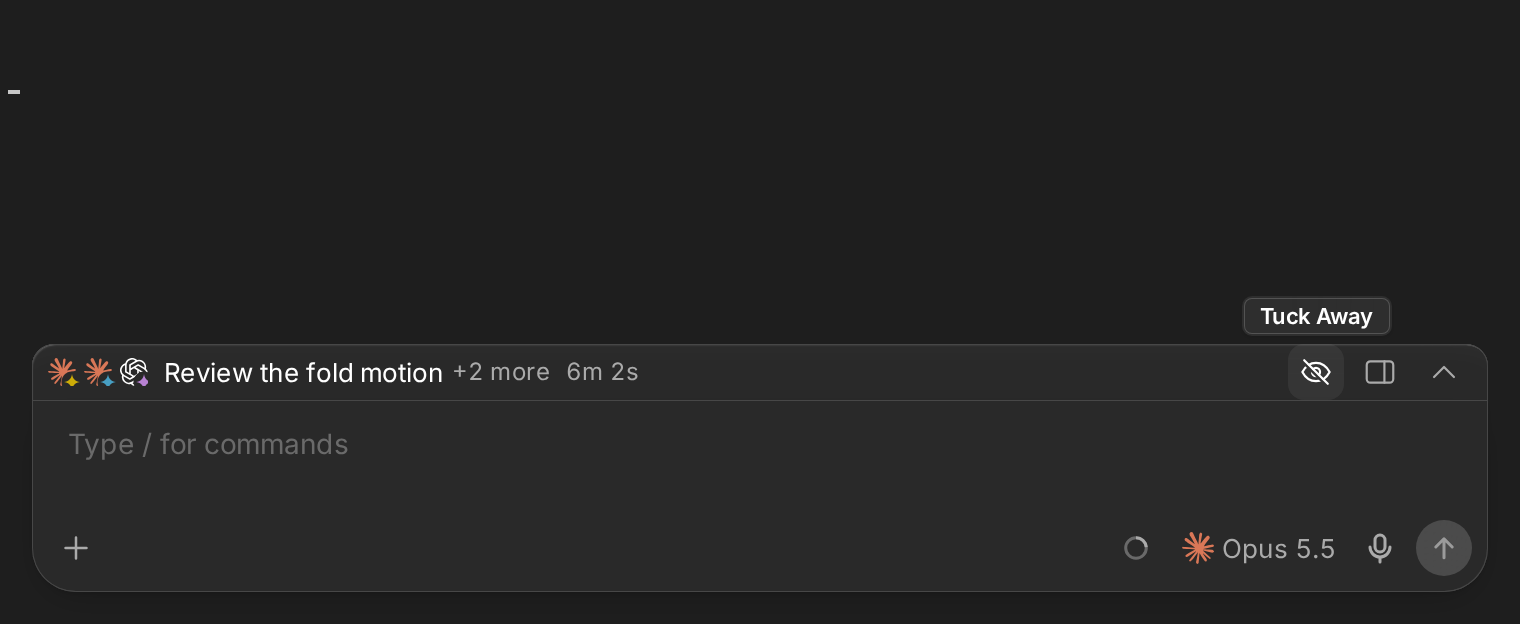 Tuck Away
Review the fold motion +2 more 6m 2s
Type / for commands
Opus 5.5